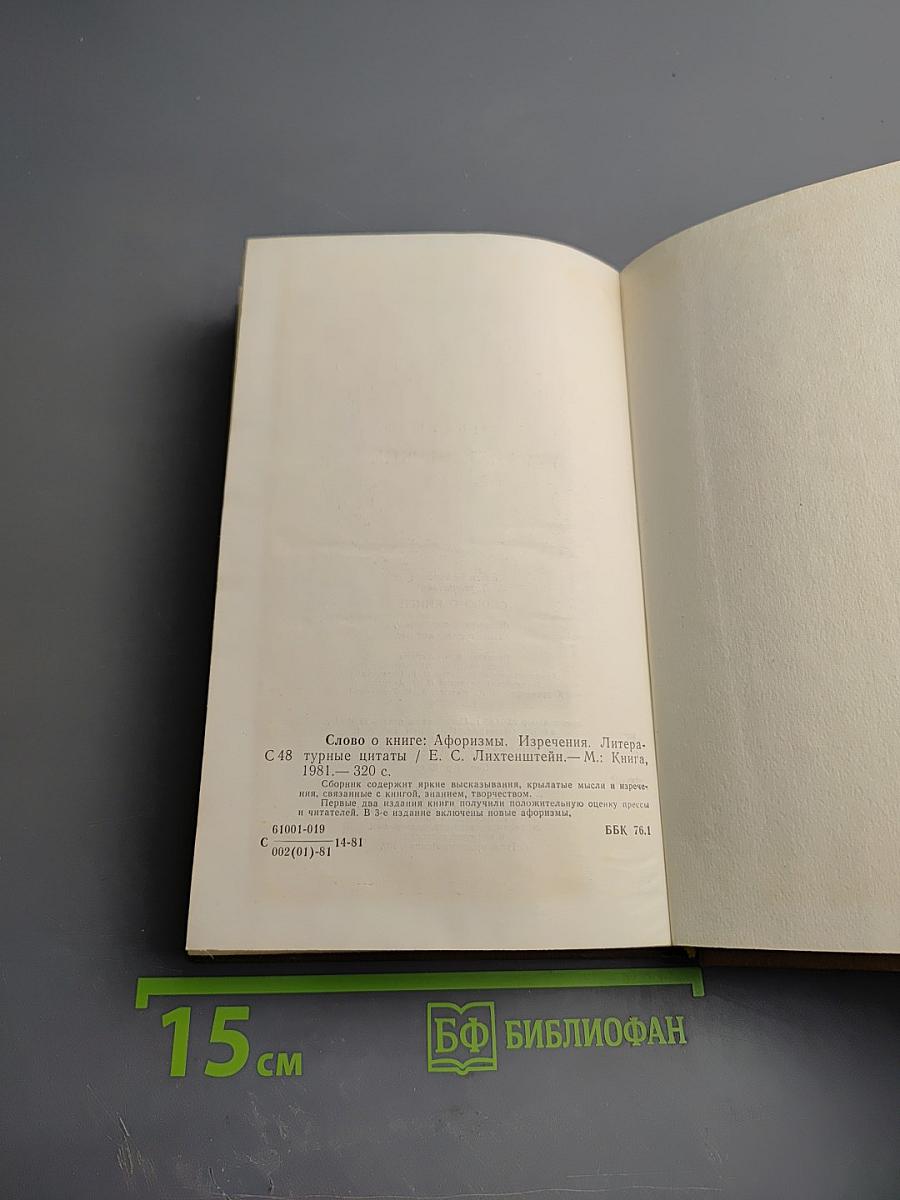 Слово о книге: Афоризмы. Изречения. Литера-
С 48 турные цитаты / Е. С. Лихтенштейн.— М.: Книга,
1981.— 320 с.
Сборник содержит яркие высказывания, крылатые мысли и изрече-
ния, связанные с книгой, знанием, творчеством.
Первые два издания книги получили положительную оценку прессы
и читателей. В 3-е издание включены новые афоризмы,
61001-019
С 14-81 ББК 76.1
002(01)-81
15 см БФ БИБЛИОФАН